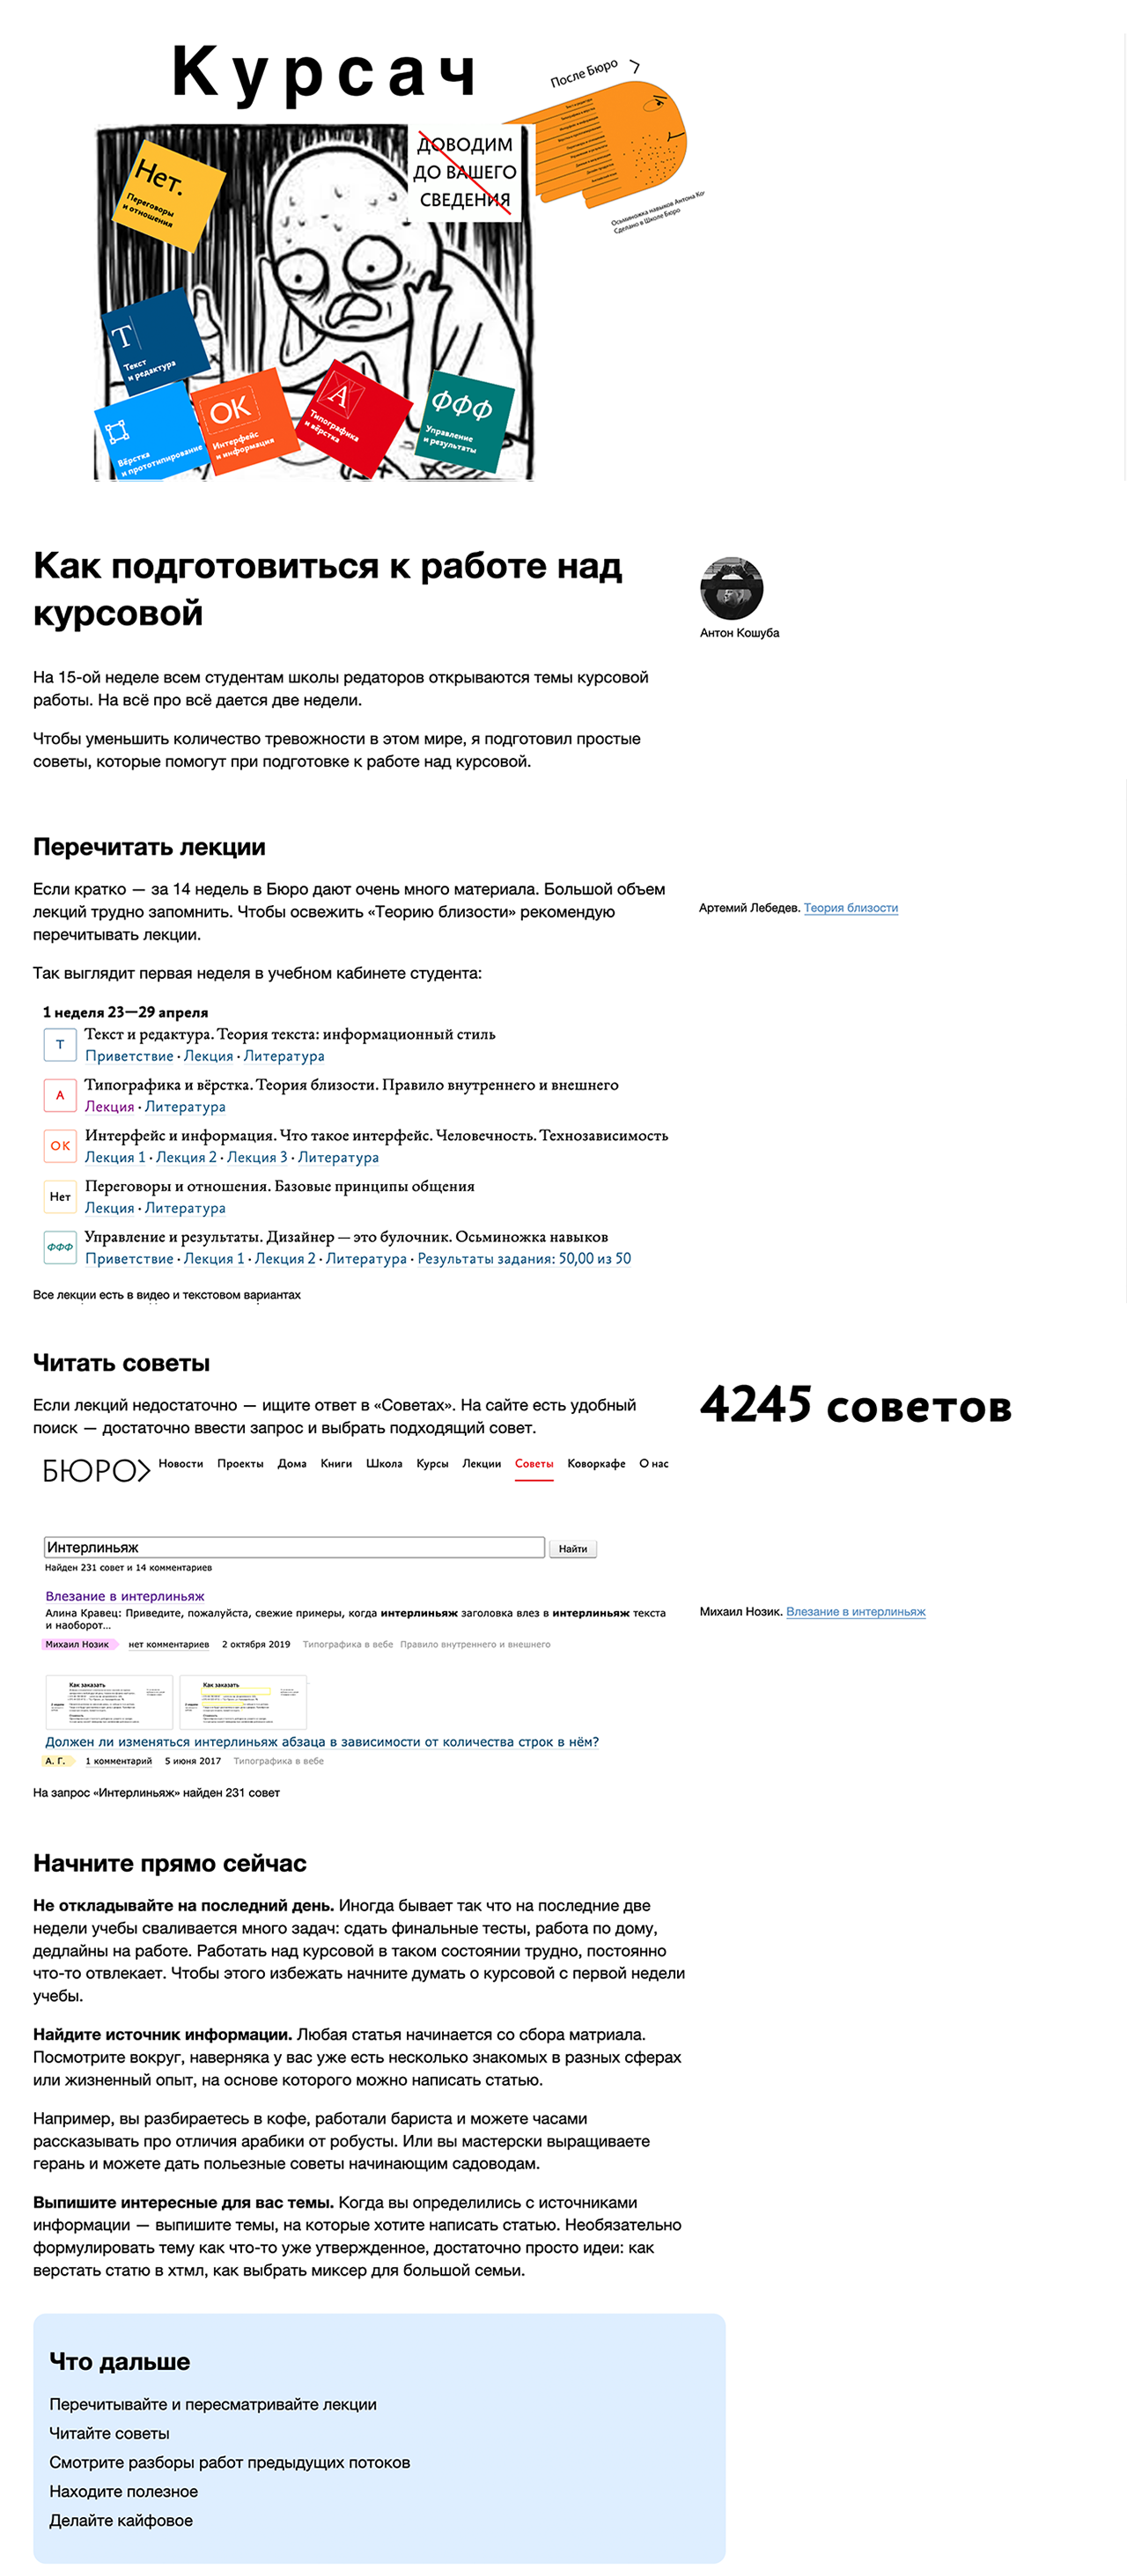 Курсач
После Бюро
ДОВОДИМ
ДО ВАШЕГО
СВЕДЕНИЯ
Нет.
Переговоры
и отношения
Осьминожка навыков Антона Ко
Сделано в Школе Бюро
Т
Текст
и редактура
Вёрстка
и прототипирование
ОК
Интерфейс
и информация
А
Типографика
и вёрстка
ФФФ
Управление
и результаты
Как подготовиться к работе над
курсовой
Антон Кошуба
На 15-ой неделе всем студентам школы редаторов открываются темы курсовой
работы. На всё про всё дается две недели.
Чтобы уменьшить количество тревожности в этом мире, я подготовил простые
советы, которые помогут при подготовке к работе над курсовой.
Перечитать лекции
Если кратко — за 14 недель в Бюро дают очень много материала. Большой объем
лекций трудно запомнить. Чтобы освежить «Теорию близости» рекомендую
перечитывать лекции.
Артемий Лебедев. Теория близости
Так выглядит первая неделя в учебном кабинете студента:
1 неделя 23—29 апреля
Т
Текст и редактура. Теория текста: информационный стиль
Приветствие · Лекция · Литература
А
Типографика и вёрстка. Теория близости. Правило внутреннего и внешнего
Лекция · Литература
ОК
Интерфейс и информация. Что такое интерфейс. Человечность. Технозависимость
Лекция 1 · Лекция 2 · Лекция 3 · Литература
Нет
Переговоры и отношения. Базовые принципы общения
Лекция · Литература
ФФФ
Управление и результаты. Дизайнер — это булочник. Осьминожка навыков
Приветствие · Лекция 1 · Лекция 2 · Литература · Результаты задания: 50,00 из 50
Все лекции есть в видео и текстовом вариантах
Читать советы
Если лекций недостаточно — ищите ответ в «Советах». На сайте есть удобный
поиск — достаточно ввести запрос и выбрать подходящий совет.
4245 советов
БЮРО Новости Проекты Дома Книги Школа Курсы Лекции Советы Коворкафе О нас
Интерлиньяж Найти
Найден 231 совет и 14 комментариев
Влезание в интерлиньяж
Алина Кравец: Приведите, пожалуйста, свежие примеры, когда интерлиньяж заголовка влез в интерлиньяж текста
и наоборот...
Михаил Нозик. Влезание в интерлиньяж
Михаил Нозик нет комментариев 2 октября 2019 Типографика в вебе Правило внутреннего и внешнего
Как заказать Как заказать
Должен ли изменяться интерлиньяж абзаца в зависимости от количества строк в нём?
А. Г. 1 комментарий 5 июня 2017 Типографика в вебе
На запрос «Интерлиньяж» найден 231 совет
Начните прямо сейчас
Не откладывайте на последний день. Иногда бывает так что на последние две
недели учебы сваливается много задач: сдать финальные тесты, работа по дому,
дедлайны на работе. Работать над курсовой в таком состоянии трудно, постоянно
что-то отвлекает. Чтобы этого избежать начните думать о курсовой с первой недели
учебы.
Найдите источник информации. Любая статья начинается со сбора матриала.
Посмотрите вокруг, наверняка у вас уже есть несколько знакомых в разных сферах
или жизненный опыт, на основе которого можно написать статью.
Например, вы разбираетесь в кофе, работали бариста и можете часами
рассказывать про отличия арабики от робусты. Или вы мастерски выращиваете
герань и можете дать польезные советы начинающим садоводам.
Выпишите интересные для вас темы. Когда вы определились с источниками
информации — выпишите темы, на которые хотите написать статью. Необязательно
формулировать тему как что-то уже утвержденное, достаточно просто идеи: как
верстать статю в хтмл, как выбрать миксер для большой семьи.
Что дальше
Перечитывайте и пересматривайте лекции
Читайте советы
Смотрите разборы работ предыдущих потоков
Находите полезное
Делайте кайфовое